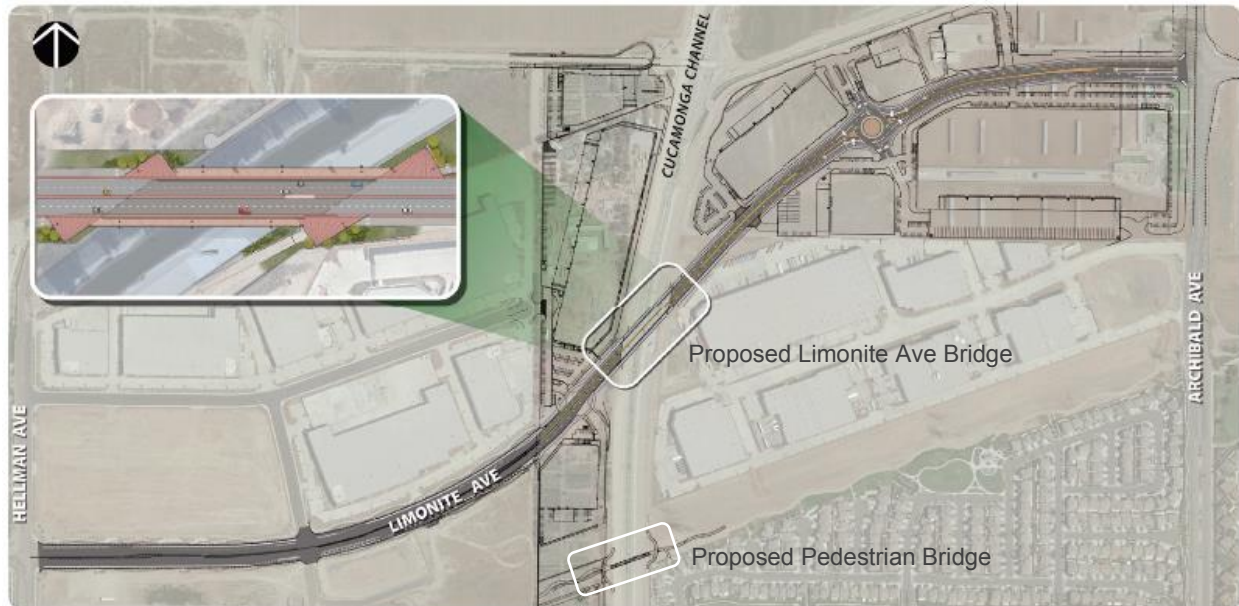 CUCAMONGA CHANNEL
Proposed Limonite Ave Bridge
ARCHIBALD AVE
HELLMAN AVE
LIMONITE AVE
Proposed Pedestrian Bridge